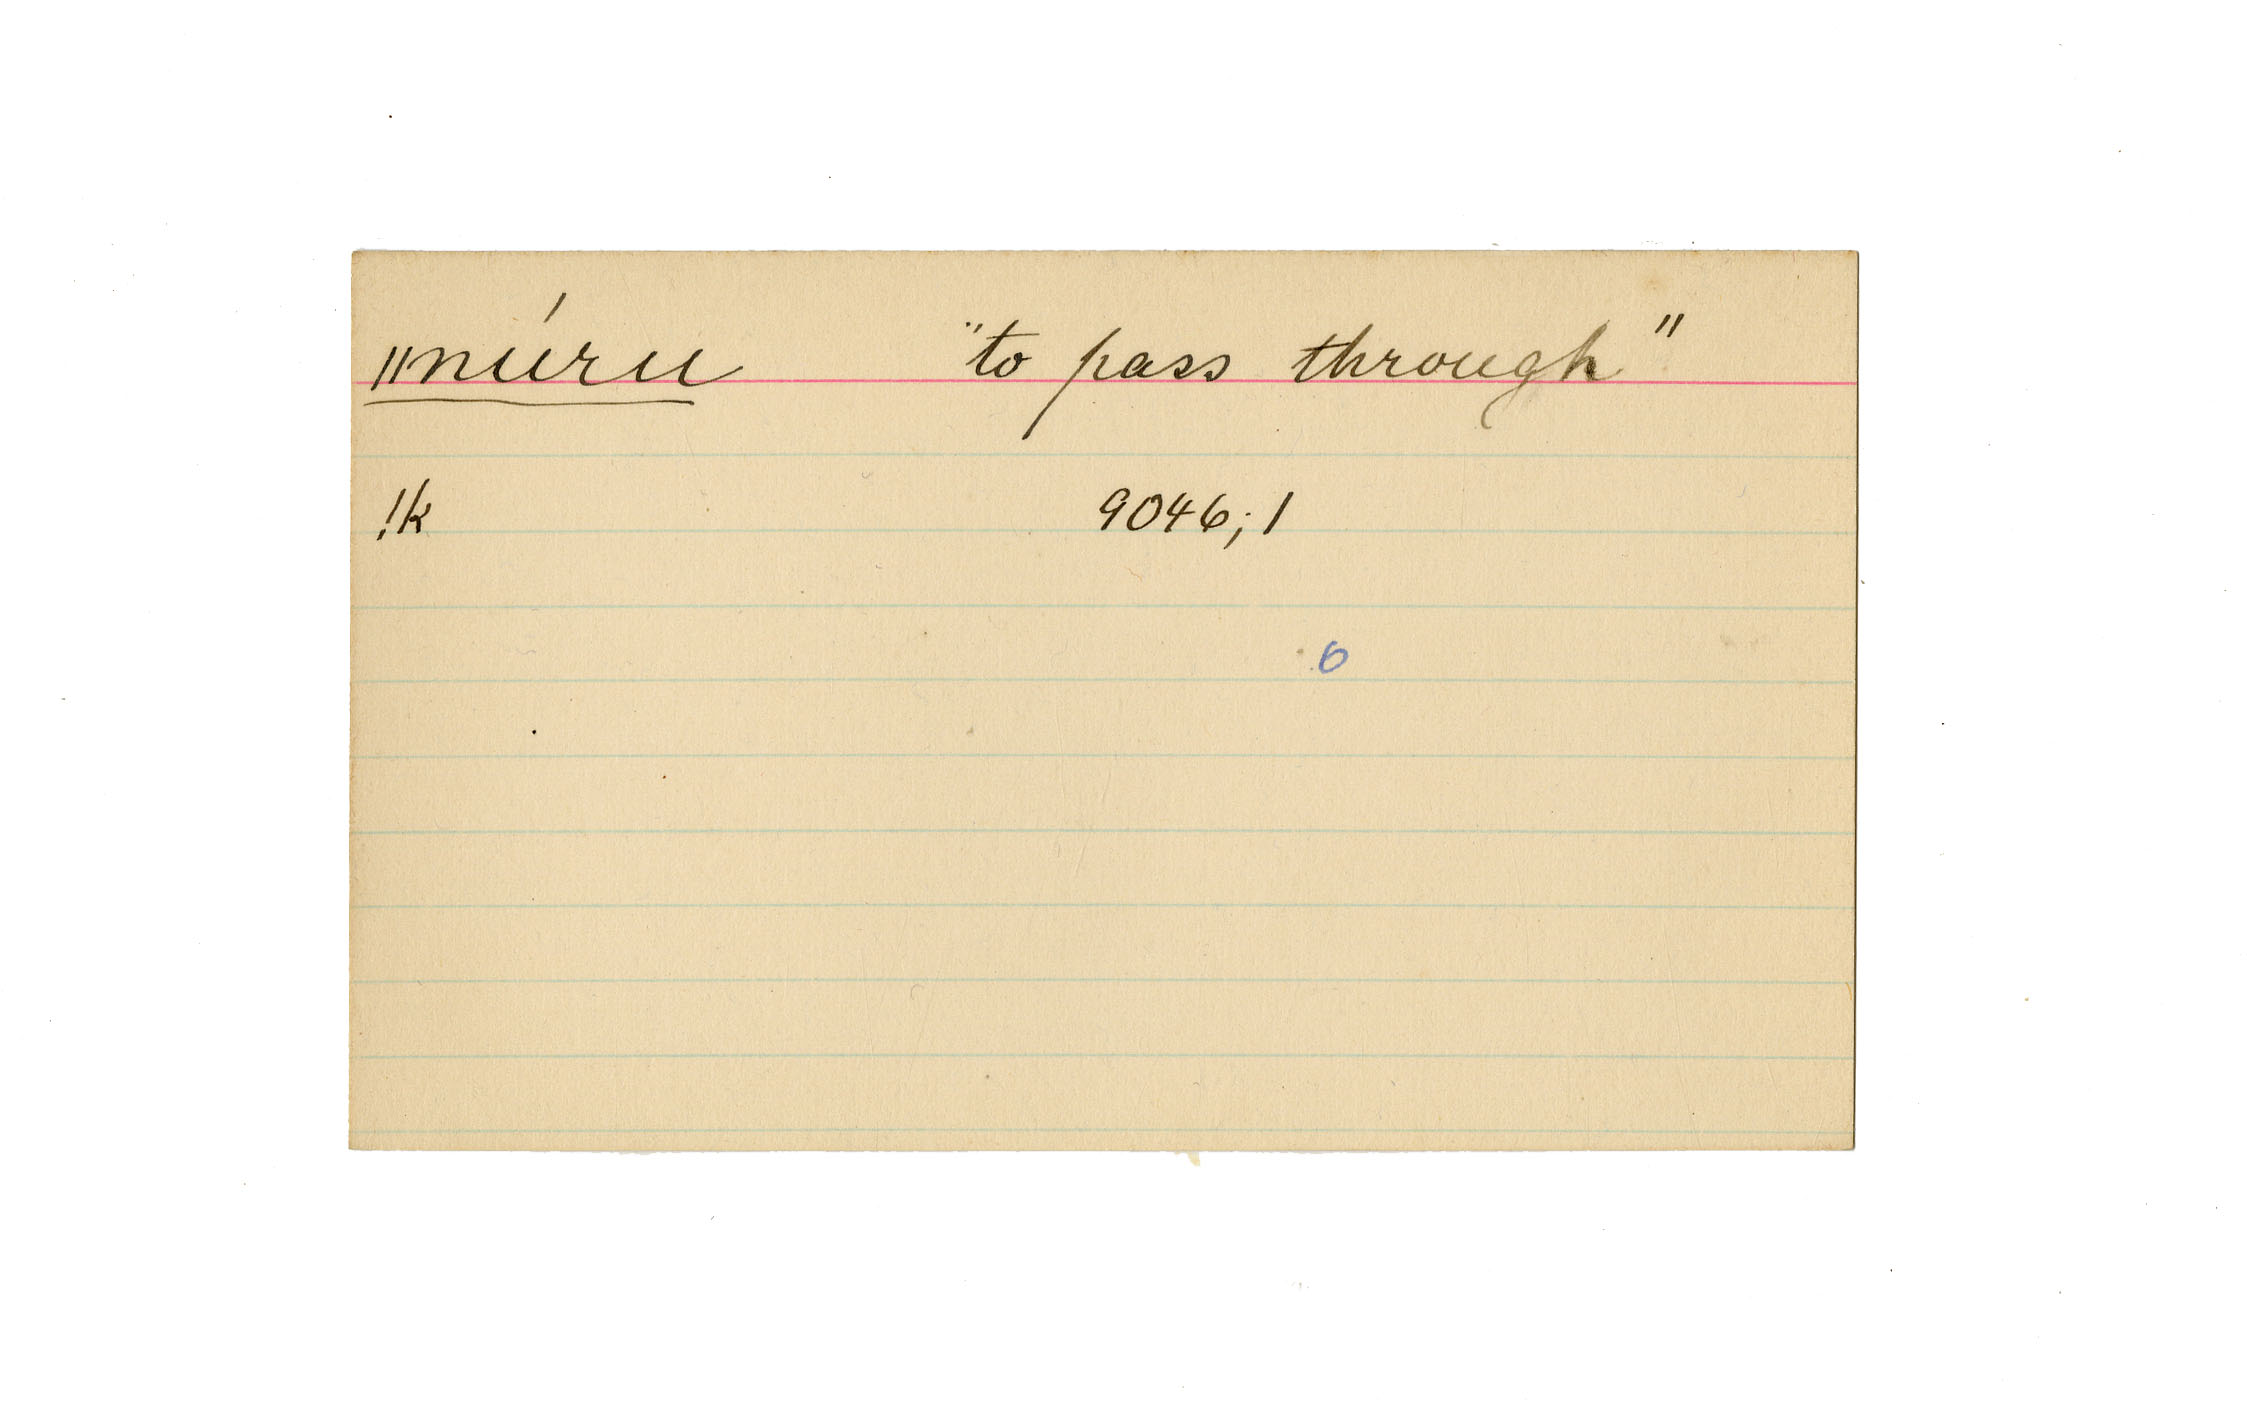 ‖núru "to pass through"
!k 9046; 1
6